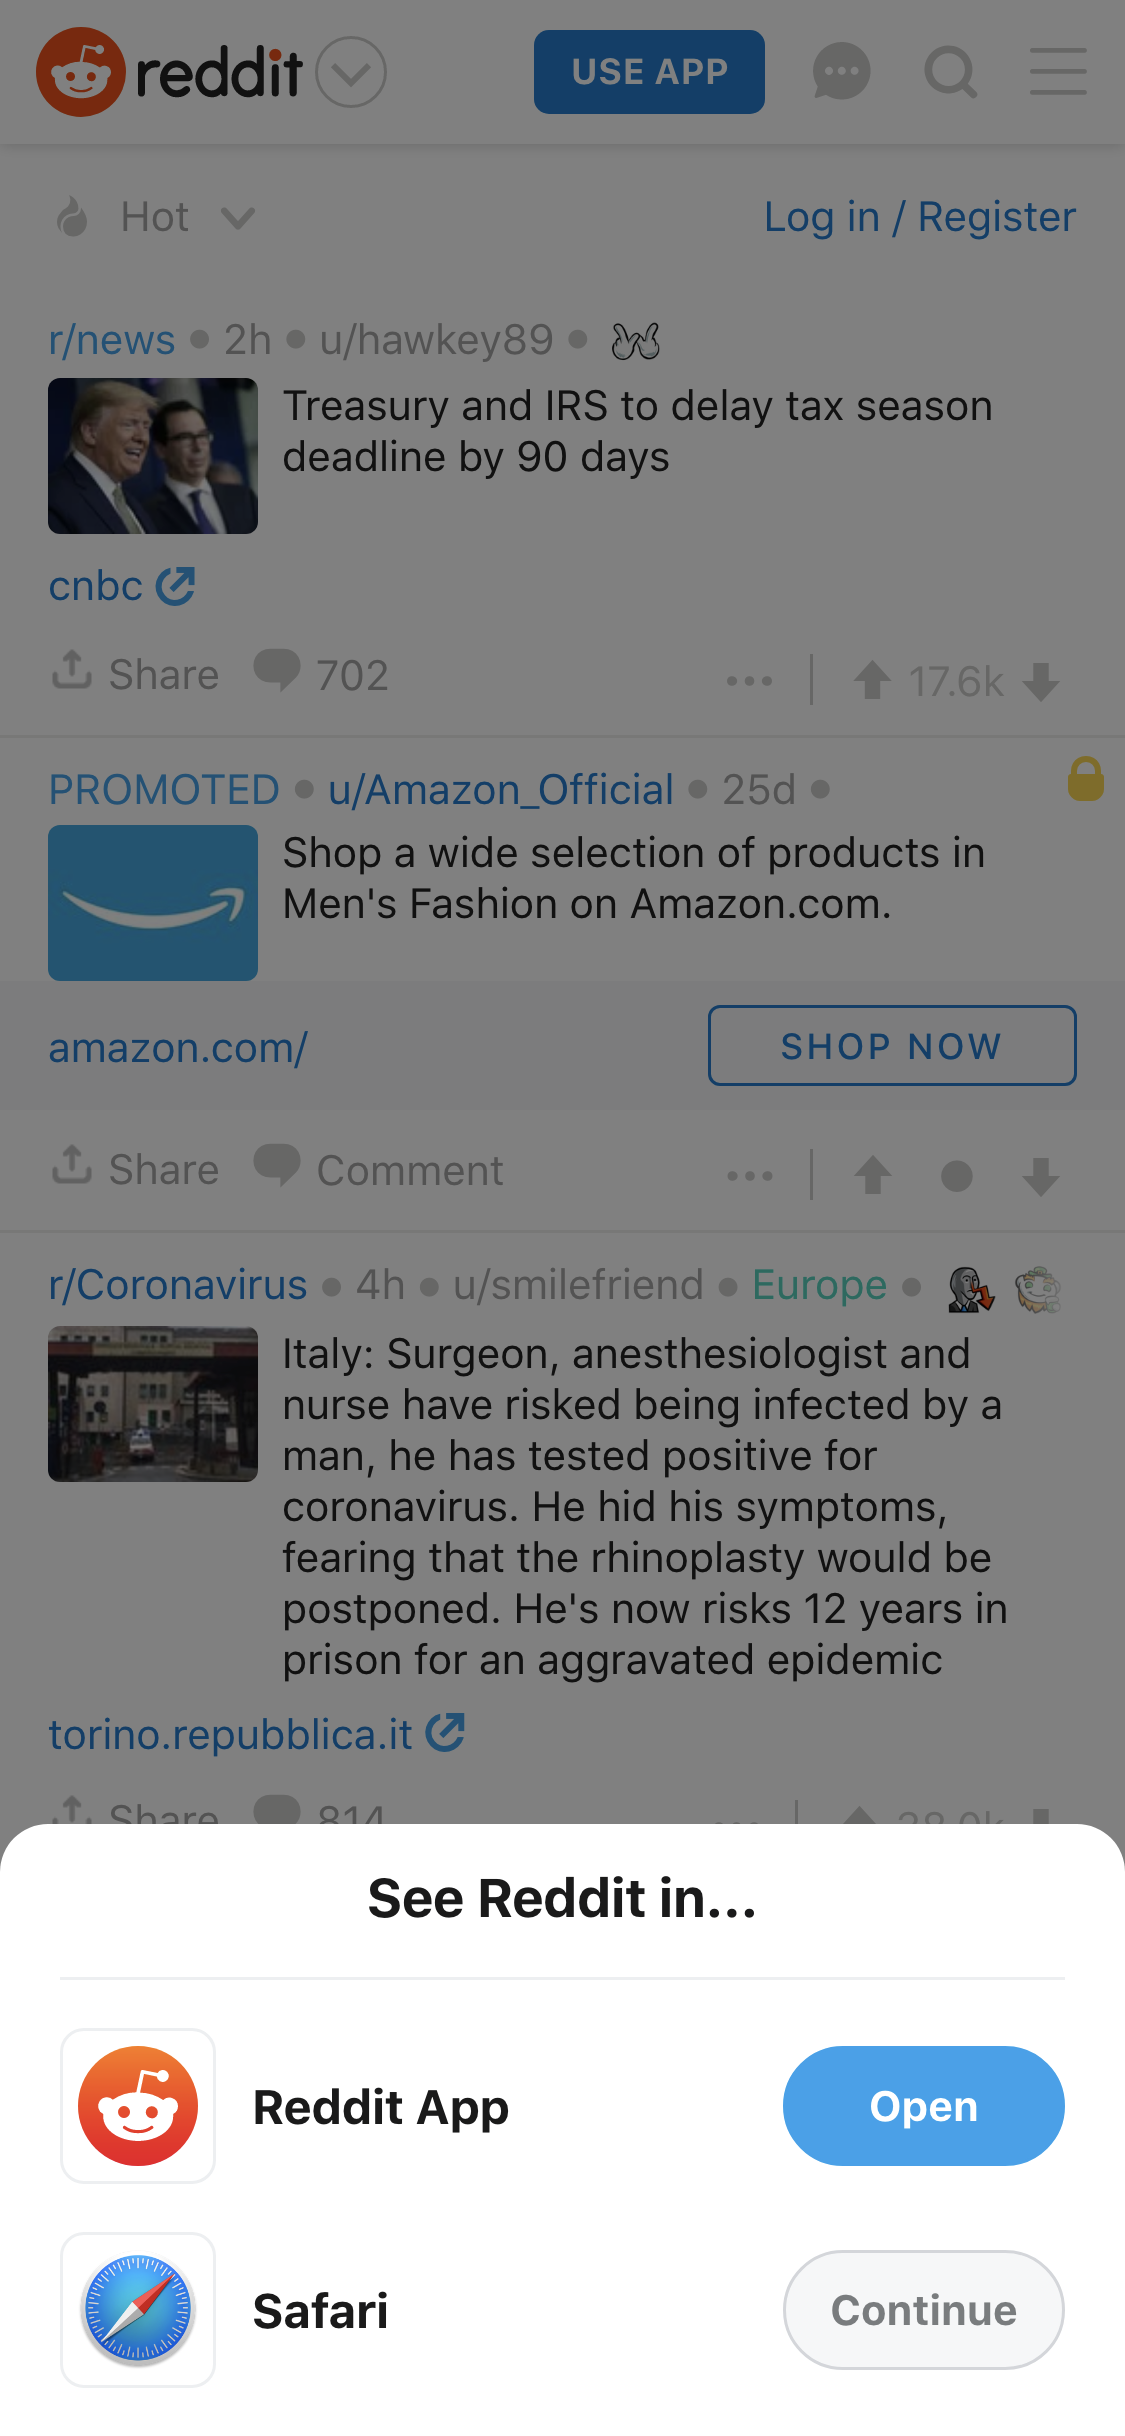 reddit
USE APP
Hot
Log in / Register
r/news • 2h • u/hawkey89 •
Treasury and IRS to delay tax season
deadline by 90 days
cnbc
Share 702
17.6k
PROMOTED • u/Amazon_Official • 25d •
Shop a wide selection of products in
Men's Fashion on Amazon.com.
amazon.com/
SHOP NOW
Share Comment
r/Coronavirus • 4h • u/smilefriend • Europe •
Italy: Surgeon, anesthesiologist and
nurse have risked being infected by a
man, he has tested positive for
coronavirus. He hid his symptoms,
fearing that the rhinoplasty would be
postponed. He's now risks 12 years in
prison for an aggravated epidemic
torino.repubblica.it
Share 814
See Reddit in...
Reddit App
Open
Safari
Continue